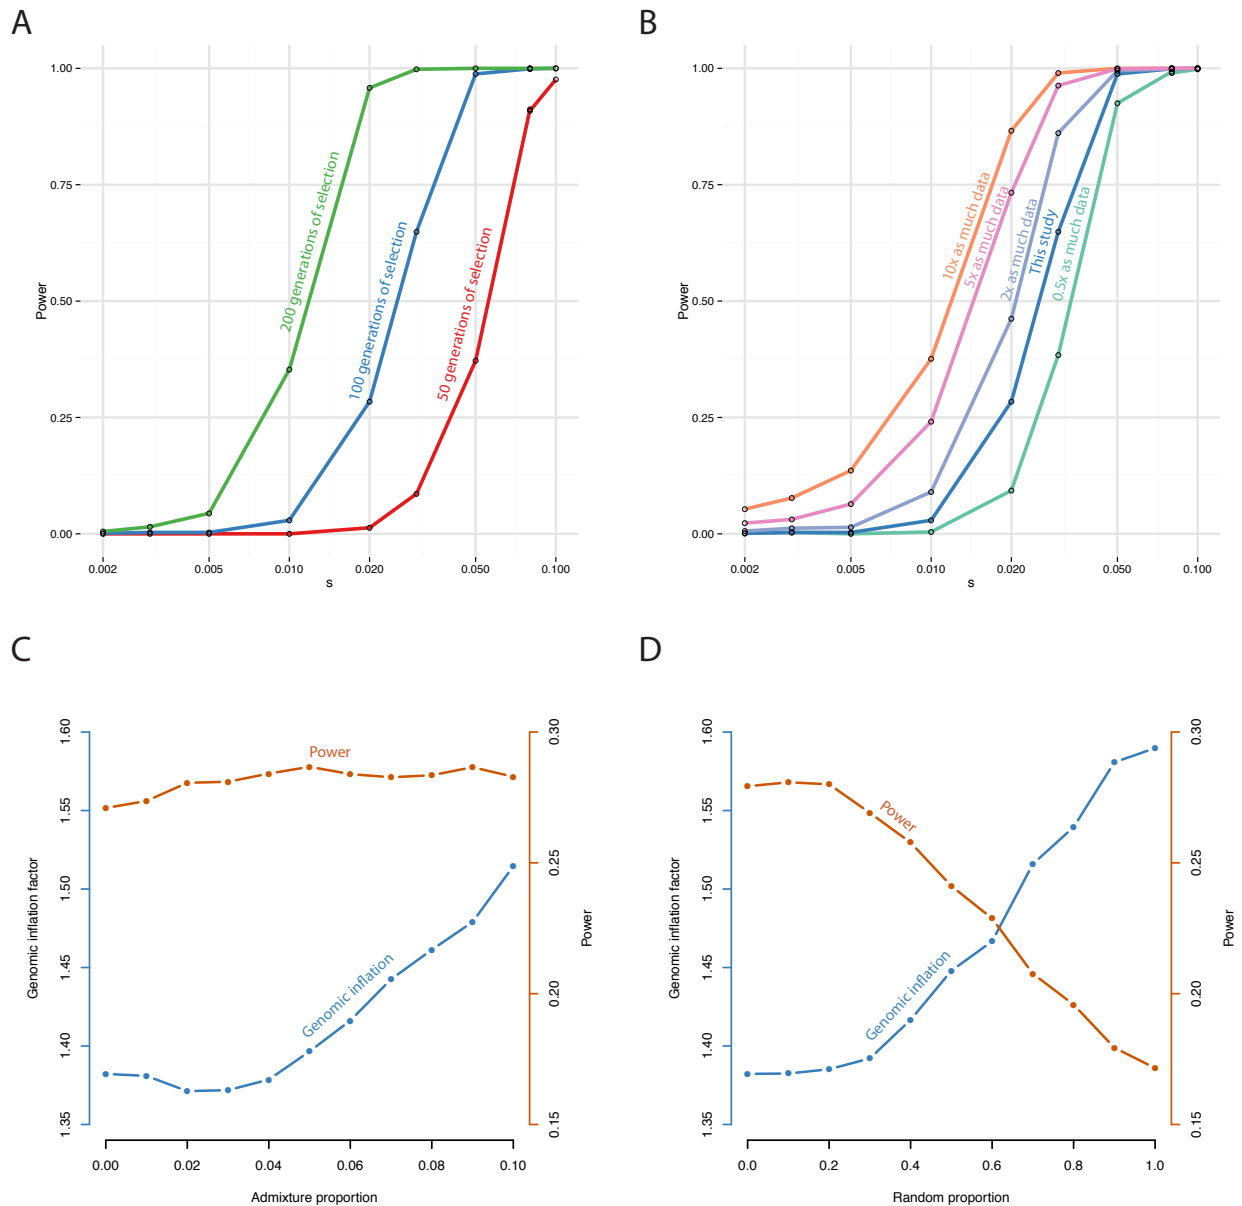 A
1.00
0.75
0.50
0.25
0.00
Power
200 generations of selection
100 generations of selection
50 generations of selection
0.002 0.005 0.010 0.020 0.050 0.100
s
B
1.00
0.75
0.50
0.25
0.00
Power
10x as much data
5x as much data
2x as much data
This study
0.5x as much data
0.002 0.005 0.010 0.020 0.050 0.100
s
C
1.60
1.55
1.50
1.45
1.40
1.35
Genomic inflation factor
Power
Genomic inflation
0.30
0.25
0.20
0.15
Power
0.00 0.02 0.04 0.06 0.08 0.10
Admixture proportion
D
1.60
1.55
1.50
1.45
1.40
1.35
Genomic inflation factor
Power
Genomic inflation
0.30
0.25
0.20
0.15
Power
0.0 0.2 0.4 0.6 0.8 1.0
Random proportion